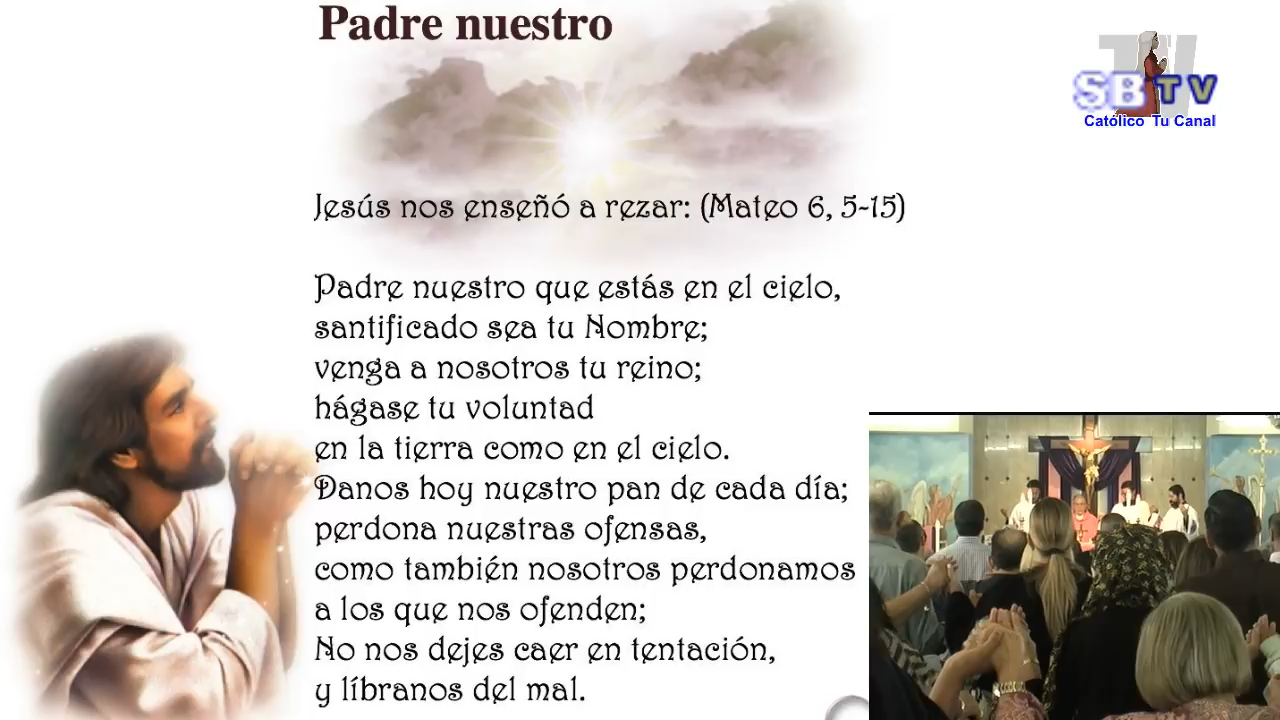 Padre nuestro
SBTV
Católico Tu Canal
Jesús nos enseñó a rezar: (Mateo 6, 5-15)
Padre nuestro que estás en el cielo,
santificado sea tu Nombre;
venga a nosotros tu reino;
hágase tu voluntad
en la tierra como en el cielo.
Danos hoy nuestro pan de cada día;
perdona nuestras ofensas,
como también nosotros perdonamos
a los que nos ofenden;
No nos dejes caer en tentación,
y líbranos del mal.